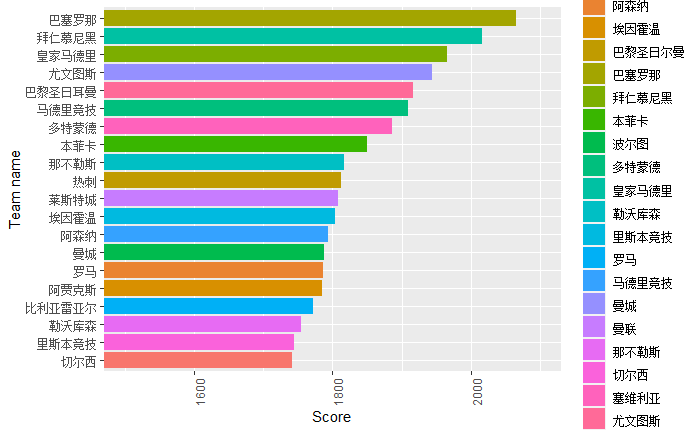 Team name
巴塞罗那
拜仁慕尼黑
皇家马德里
尤文图斯
巴黎圣日耳曼
马德里竞技
多特蒙德
本菲卡
那不勒斯
热刺
莱斯特城
埃因霍温
阿森纳
曼城
罗马
阿贾克斯
比利亚雷亚尔
勒沃库森
里斯本竞技
切尔西
1600
1800
2000
Score
阿森纳
埃因霍温
巴黎圣日尔曼
巴塞罗那
拜仁慕尼黑
本菲卡
波尔图
多特蒙德
皇家马德里
勒沃库森
里斯本竞技
罗马
马德里竞技
曼城
曼联
那不勒斯
切尔西
塞维利亚
尤文图斯